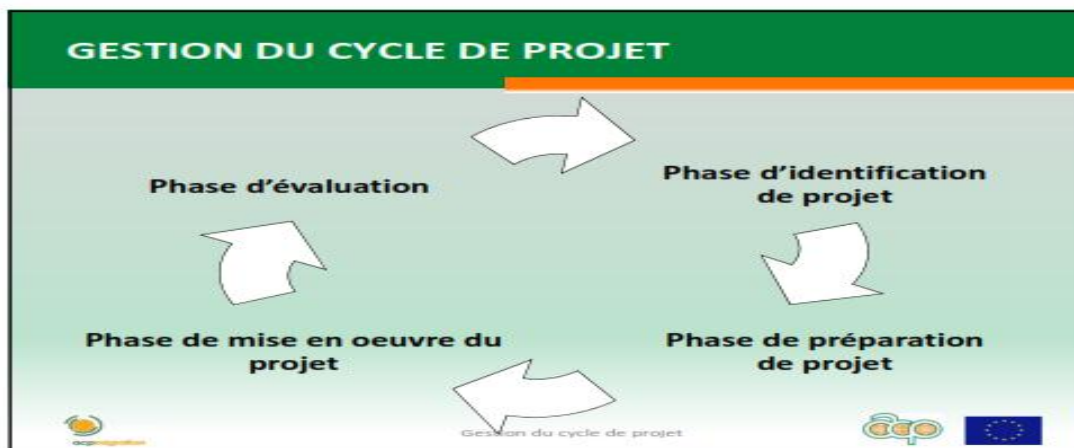 GESTION DU CYCLE DE PROJET
Phase d'évaluation
Phase d'identification
de projet
Phase de mise en oeuvre du
projet
Phase de préparation
de projet
Gestion du cycle de projet
acp